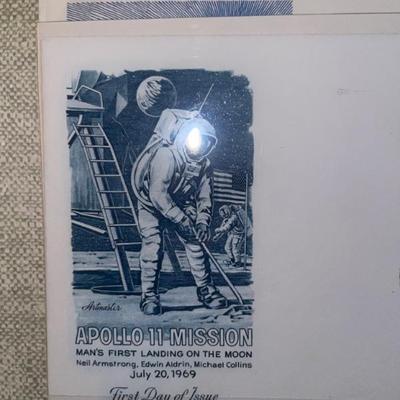 Artmaster
APOLLO 11 MISSION
MAN'S FIRST LANDING ON THE MOON
Neil Armstrong, Edwin Aldrin, Michael Collins
July 20, 1969
First Day of Issue